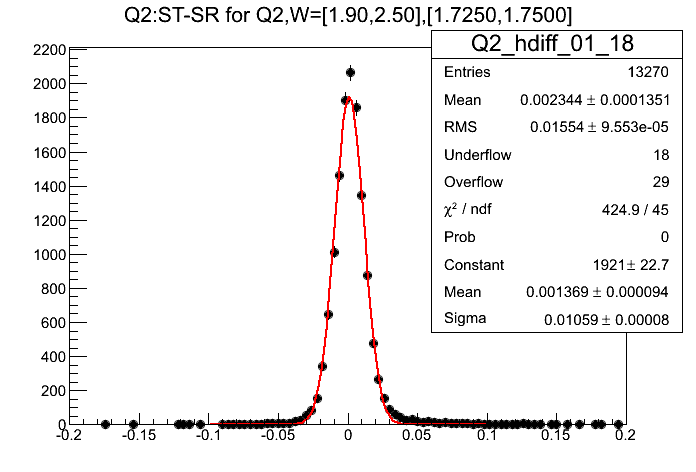 Q2:ST-SR for Q2,W=[1.90,2.50],[1.7250,1.7500]
Q2_hdiff_01_18
Entries 13270
Mean 0.002344 ± 0.0001351
RMS 0.01554 ± 9.553e-05
Underflow 18
Overflow 29
χ² / ndf 424.9 / 45
Prob 0
Constant 1921 ± 22.7
Mean 0.001369 ± 0.000094
Sigma 0.01059 ± 0.00008
2200
2000
1800
1600
1400
1200
1000
800
600
400
200
0
-0.2 -0.15 -0.1 -0.05 0 0.05 0.1 0.15 0.2